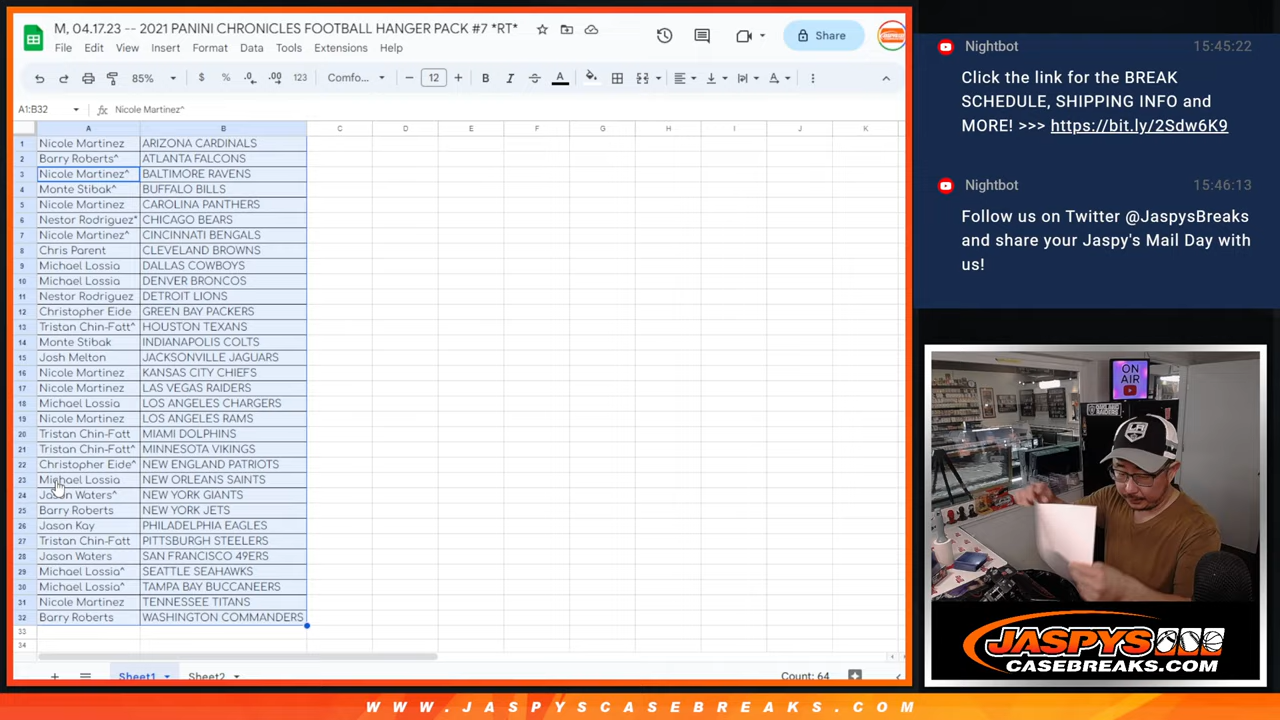 M, 04.17.23 -- 2021 PANINI CHRONICLES FOOTBALL HANGER PACK #7 *RT*
File Edit View Insert Format Data Tools Extensions Help
Share
85% $ % .0 .00 123 Comfo... 12 B I A
A1:B32 fx Nicole Martinez^
A B C D E F G H I J K
1 Nicole Martinez ARIZONA CARDINALS
2 Barry Roberts^ ATLANTA FALCONS
3 Nicole Martinez^ BALTIMORE RAVENS
4 Monte Stibak^ BUFFALO BILLS
5 Nicole Martinez CAROLINA PANTHERS
6 Nestor Rodriguez* CHICAGO BEARS
7 Nicole Martinez^ CINCINNATI BENGALS
8 Chris Parent CLEVELAND BROWNS
9 Michael Lossia DALLAS COWBOYS
10 Michael Lossia DENVER BRONCOS
11 Nestor Rodriguez DETROIT LIONS
12 Christopher Eide GREEN BAY PACKERS
13 Tristan Chin-Fatt^ HOUSTON TEXANS
14 Monte Stibak INDIANAPOLIS COLTS
15 Josh Melton JACKSONVILLE JAGUARS
16 Nicole Martinez KANSAS CITY CHIEFS
17 Nicole Martinez LAS VEGAS RAIDERS
18 Michael Lossia LOS ANGELES CHARGERS
19 Nicole Martinez LOS ANGELES RAMS
20 Tristan Chin-Fatt MIAMI DOLPHINS
21 Tristan Chin-Fatt^ MINNESOTA VIKINGS
22 Christopher Eide^ NEW ENGLAND PATRIOTS
23 Michael Lossia NEW ORLEANS SAINTS
24 Jason Waters^ NEW YORK GIANTS
25 Barry Roberts NEW YORK JETS
26 Jason Kay PHILADELPHIA EAGLES
27 Tristan Chin-Fatt PITTSBURGH STEELERS
28 Jason Waters SAN FRANCISCO 49ERS
29 Michael Lossia^ SEATTLE SEAHAWKS
30 Michael Lossia^ TAMPA BAY BUCCANEERS
31 Nicole Martinez TENNESSEE TITANS
32 Barry Roberts WASHINGTON COMMANDERS
33
34
Sheet1 Sheet2 Count: 64
Nightbot 15:45:22
Click the link for the BREAK
SCHEDULE, SHIPPING INFO and
MORE! >>> https://bit.ly/2Sdw6K9
Nightbot 15:46:13
Follow us on Twitter @JaspysBreaks
and share your Jaspy's Mail Day with
us!
ON
AIR
JASPYS
CASEBREAKS.COM
WWW.JASPYSCASEBREAKS.COM